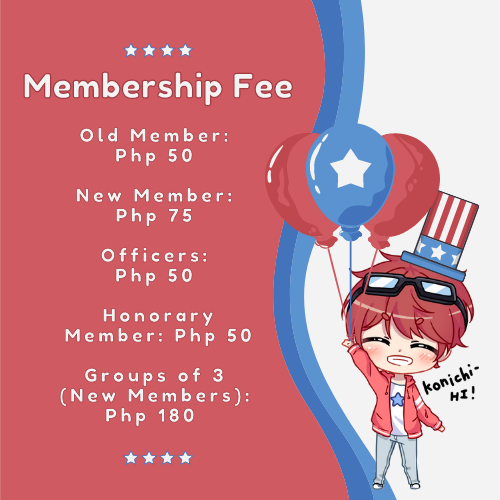 Membership Fee
Old Member:
Php 50
New Member:
Php 75
Officers:
Php 50
Honorary
Member: Php 50
Groups of 3
(New Members):
Php 180
konichi-
HI!